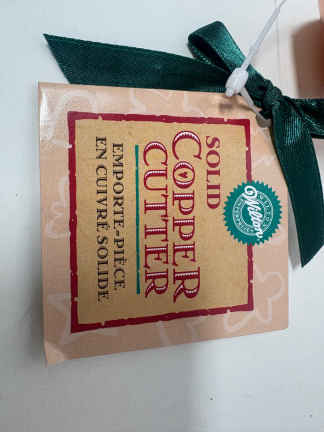 SOLID
COPPER
CUTTER
EMPORTE-PIÈCE
EN CUIVRE SOLIDE
Wilton